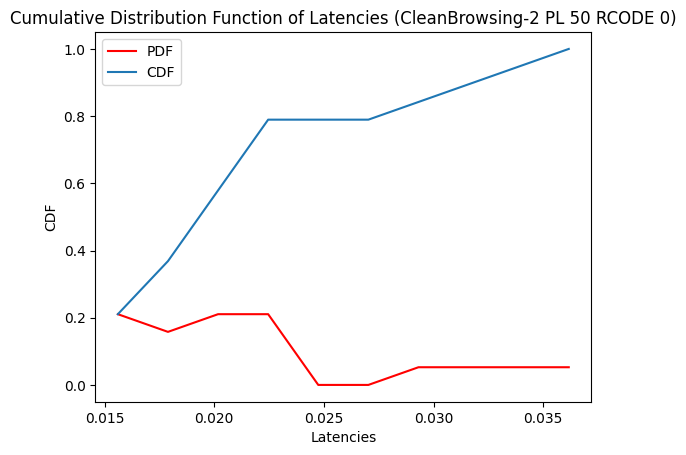 Cumulative Distribution Function of Latencies (CleanBrowsing-2 PL 50 RCODE 0)
PDF
CDF
1.0
0.8
0.6
0.4
0.2
0.0
CDF
0.015
0.020
0.025
0.030
0.035
Latencies